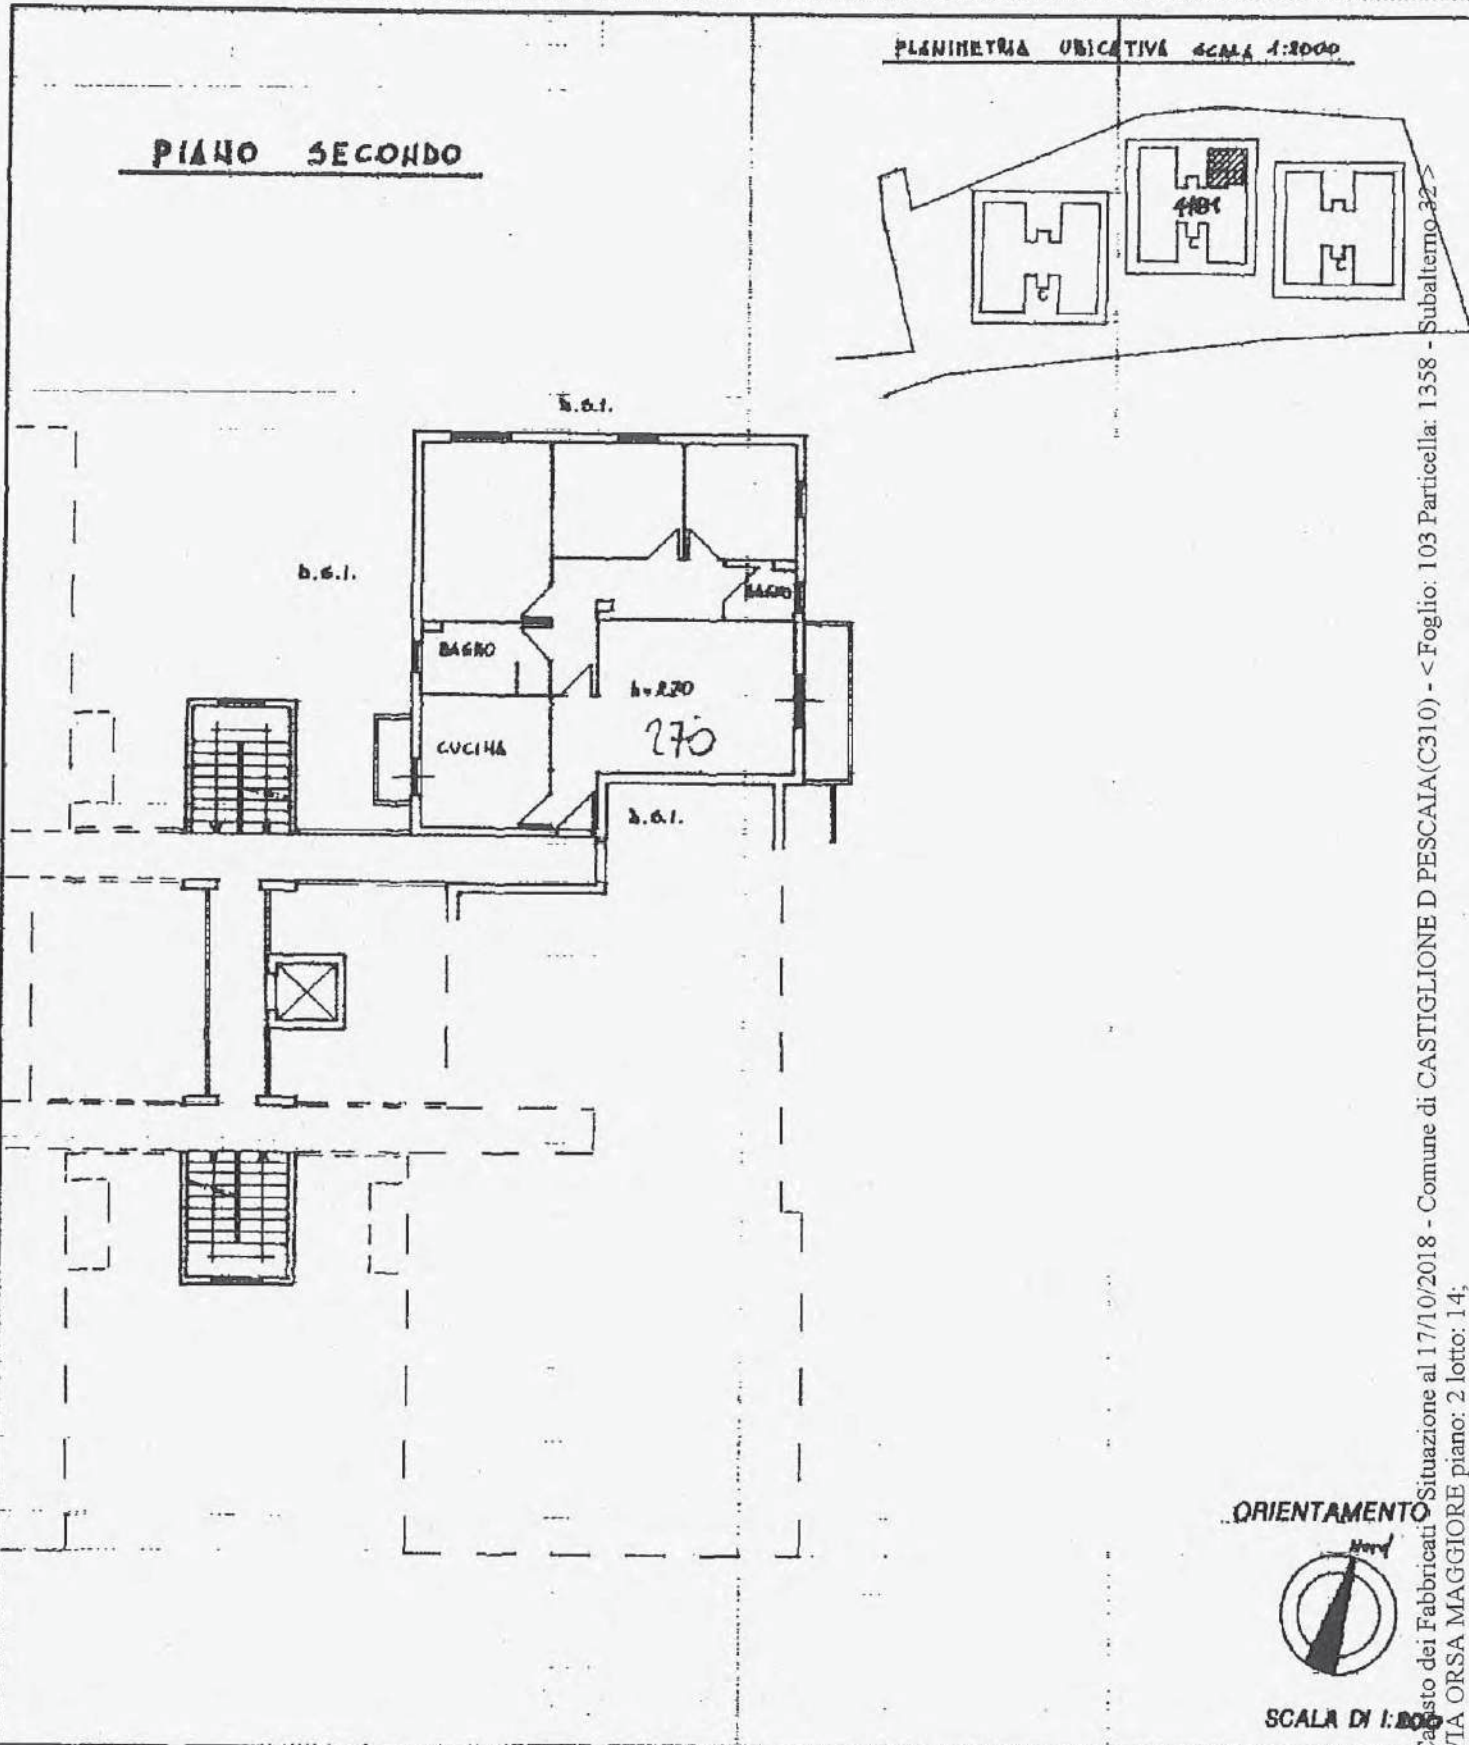 PLANIMETRIA UBICATIVA SCALA 1:2000
PIANO SECONDO
b.s.l.
b.s.l.
BAGNO
BAGNO
h=2.70
270
CUCINA
b.s.l.
ORIENTAMENTO
Nord
SCALA DI 1:200
Catasto dei Fabbricati - Situazione al 17/10/2018 - Comune di CASTIGLIONE D PESCAIA(C310) - < Foglio: 103 Particella: 1358 - Subalterno 32 >
VIA ORSA MAGGIORE piano: 2 lotto: 14;